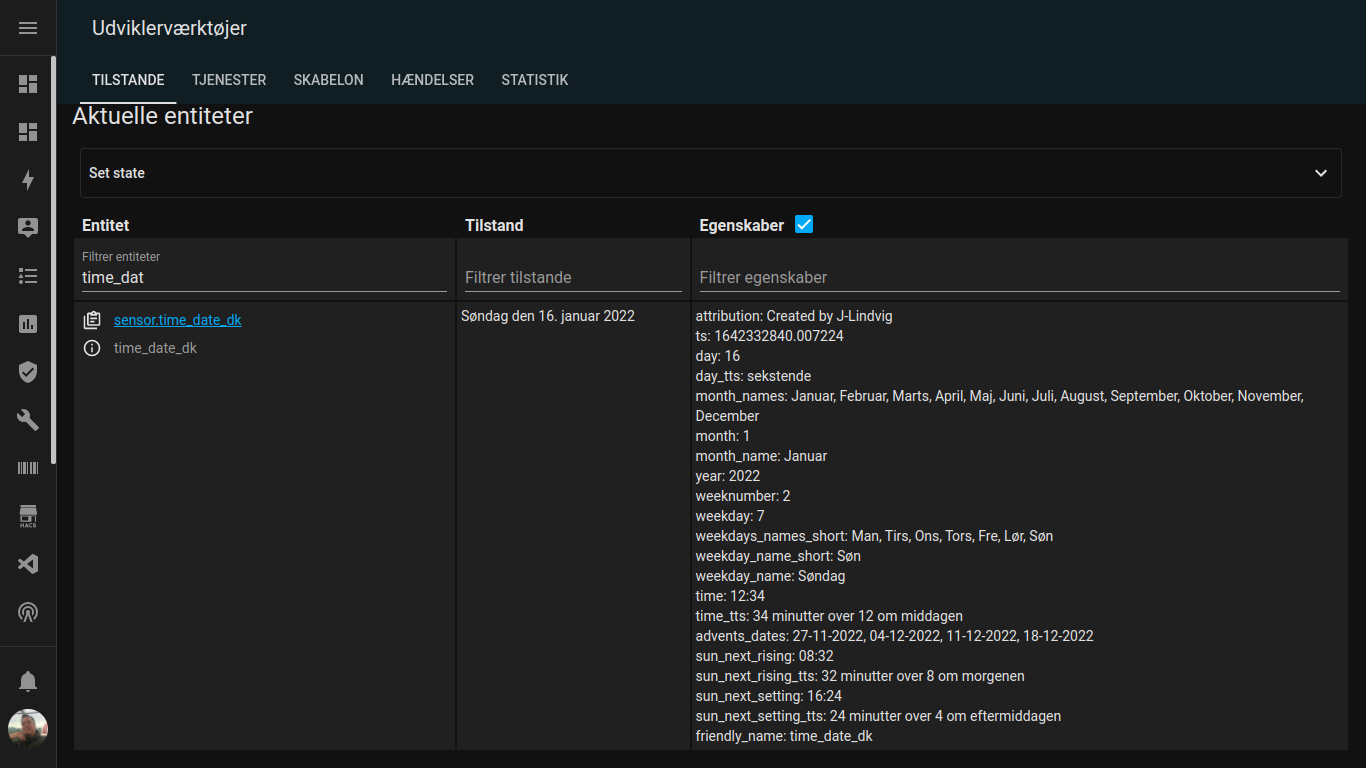 Udviklerværktøjer
TILSTANDE TJENESTER SKABELON HÆNDELSER STATISTIK
Aktuelle entiteter
Set state
Entitet Tilstand Egenskaber
Filtrer entiteter
time_dat Filtrer tilstande Filtrer egenskaber
sensor.time_date_dk
time_date_dk
Søndag den 16. januar 2022
attribution: Created by J-Lindvig
ts: 1642332840.007224
day: 16
day_tts: sekstende
month_names: Januar, Februar, Marts, April, Maj, Juni, Juli, August, September, Oktober, November,
December
month: 1
month_name: Januar
year: 2022
weeknumber: 2
weekday: 7
weekdays_names_short: Man, Tirs, Ons, Tors, Fre, Lør, Søn
weekday_name_short: Søn
weekday_name: Søndag
time: 12:34
time_tts: 34 minutter over 12 om middagen
advents_dates: 27-11-2022, 04-12-2022, 11-12-2022, 18-12-2022
sun_next_rising: 08:32
sun_next_rising_tts: 32 minutter over 8 om morgenen
sun_next_setting: 16:24
sun_next_setting_tts: 24 minutter over 4 om eftermiddagen
friendly_name: time_date_dk
HACS